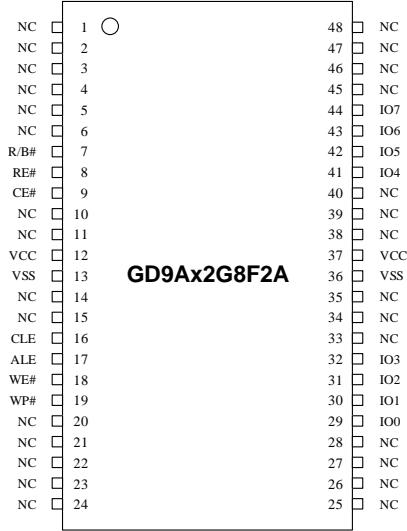 NC 1 48 NC
NC 2 47 NC
NC 3 46 NC
NC 4 45 NC
NC 5 44 IO7
NC 6 43 IO6
R/B# 7 42 IO5
RE# 8 41 IO4
CE# 9 40 NC
NC 10 39 NC
NC 11 38 NC
VCC 12 37 VCC
VSS 13 GD9Ax2G8F2A 36 VSS
NC 14 35 NC
NC 15 34 NC
CLE 16 33 NC
ALE 17 32 IO3
WE# 18 31 IO2
WP# 19 30 IO1
NC 20 29 IO0
NC 21 28 NC
NC 22 27 NC
NC 23 26 NC
NC 24 25 NC